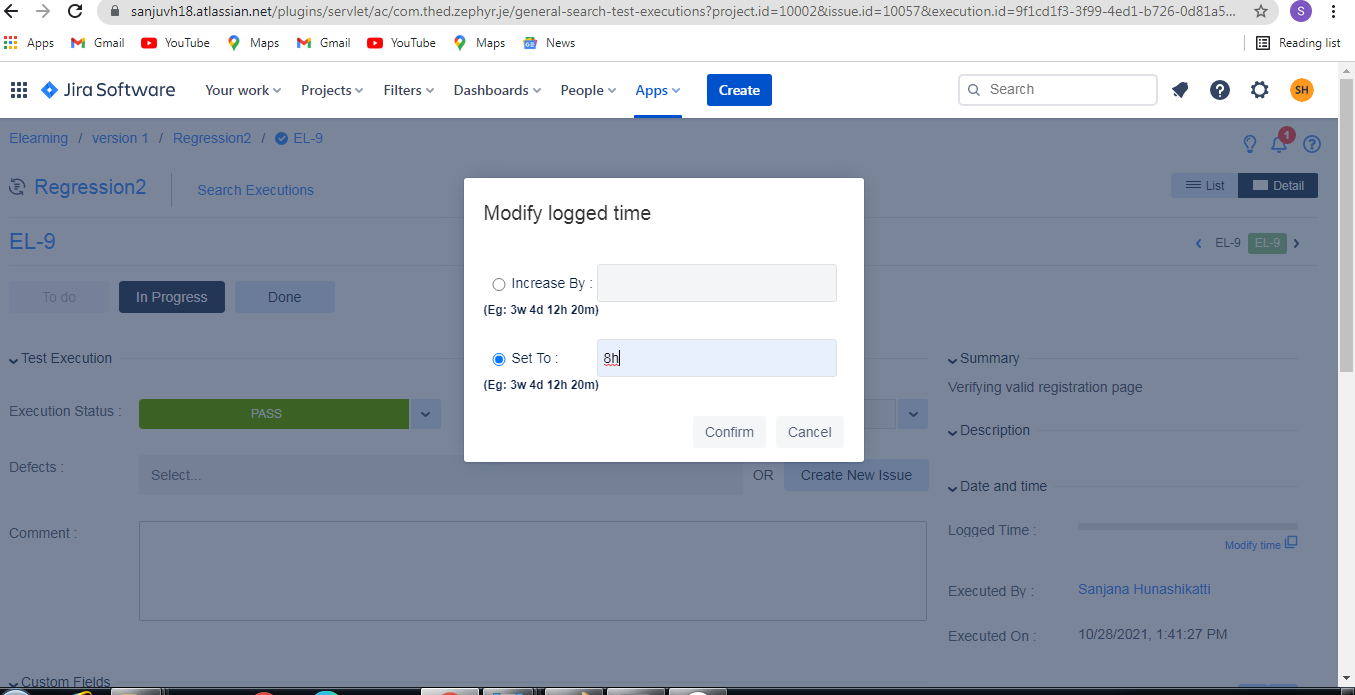 sanjuvh18.atlassian.net/plugins/servlet/ac/com.thed.zephyr.je/general-search-test-executions?project.id=10002&issue.id=10057&execution.id=9f1cd1f3-3f99-4ed1-b726-0d81a5... S
Apps Gmail YouTube Maps Gmail YouTube Maps News Reading list
Jira Software Your work Projects Filters Dashboards People Apps Create Search SH
Elearning / version 1 / Regression2 / EL-9 1
Regression2 Search Executions List Detail
EL-9 EL-9 EL-9
To do In Progress Done
Modify logged time
Increase By :
(Eg: 3w 4d 12h 20m)
Set To : 8h
(Eg: 3w 4d 12h 20m)
Confirm Cancel
Test Execution
Execution Status : PASS
Defects : Select... OR Create New Issue
Comment :
Custom Fields
Summary
Verifying valid registration page
Description
Date and time
Logged Time :
Modify time
Executed By : Sanjana Hunashikatti
Executed On : 10/28/2021, 1:41:27 PM